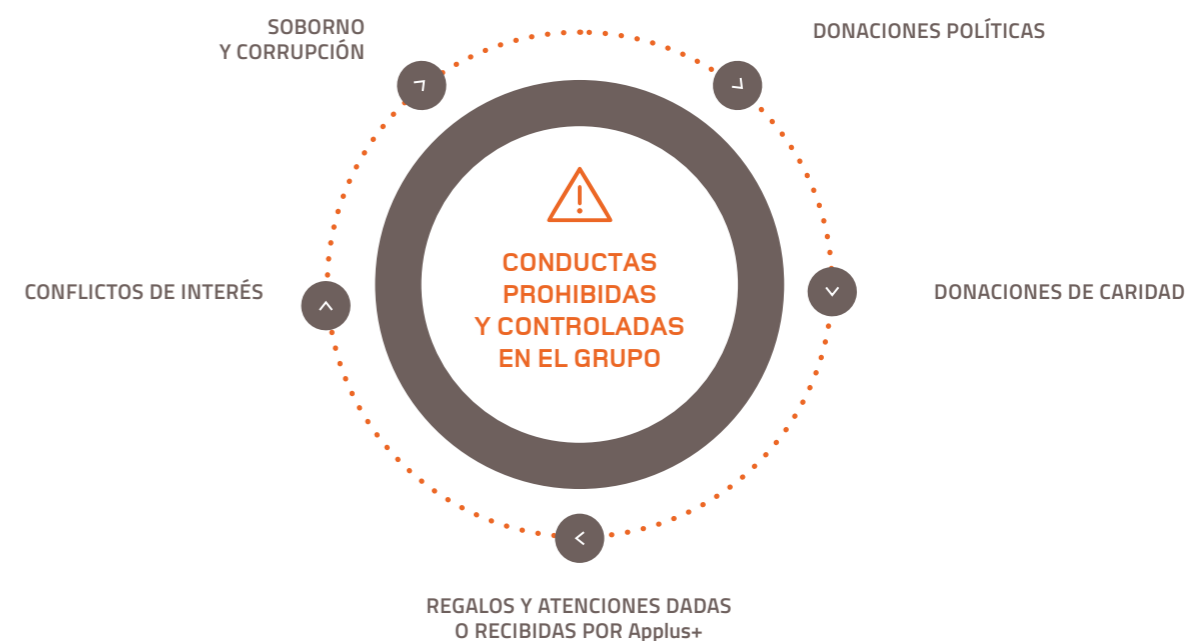 SOBORNO
Y CORRUPCIÓN
DONACIONES POLÍTICAS
CONDUCTAS
PROHIBIDAS
Y CONTROLADAS
EN EL GRUPO
CONFLICTOS DE INTERÉS
DONACIONES DE CARIDAD
REGALOS Y ATENCIONES DADAS
O RECIBIDAS POR Applus+